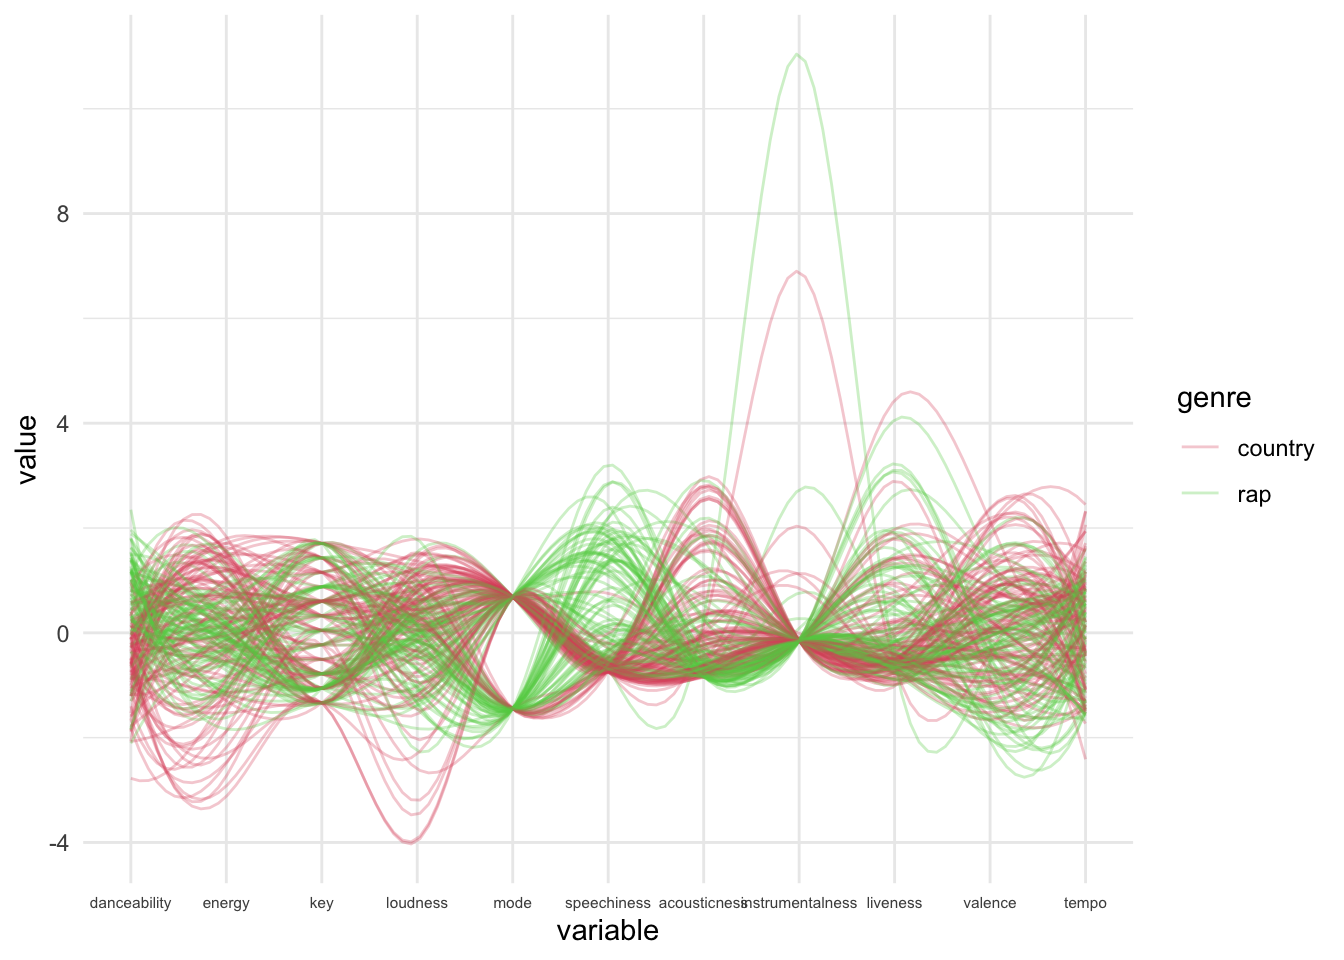 8
4
0
-4
value
danceability energy key loudness mode speechiness acousticness instrumentalness liveness valence tempo
variable
genre
country
rap